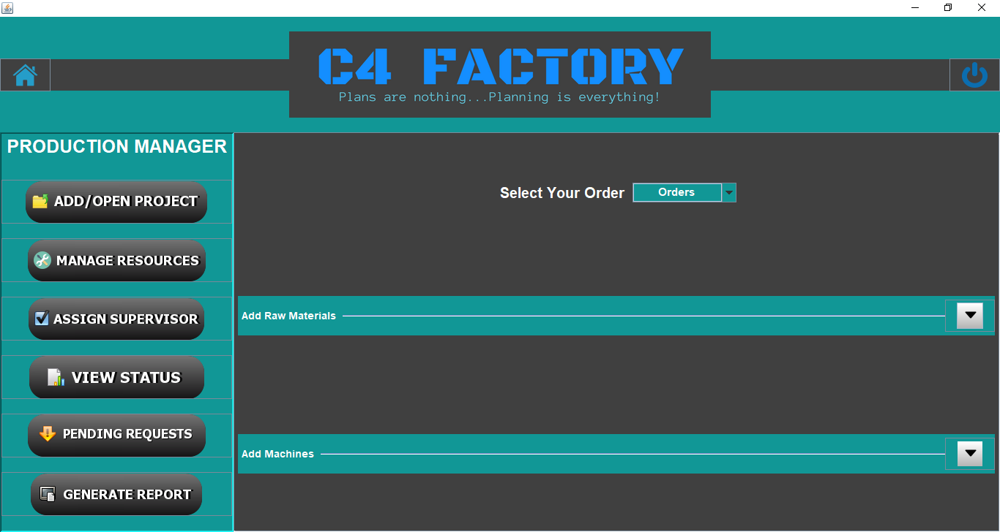 C4 FACTORY
Plans are nothing...Planning is everything!
PRODUCTION MANAGER
ADD/OPEN PROJECT
MANAGE RESOURCES
ASSIGN SUPERVISOR
VIEW STATUS
PENDING REQUESTS
GENERATE REPORT
Select Your Order Orders
Add Raw Materials
Add Machines